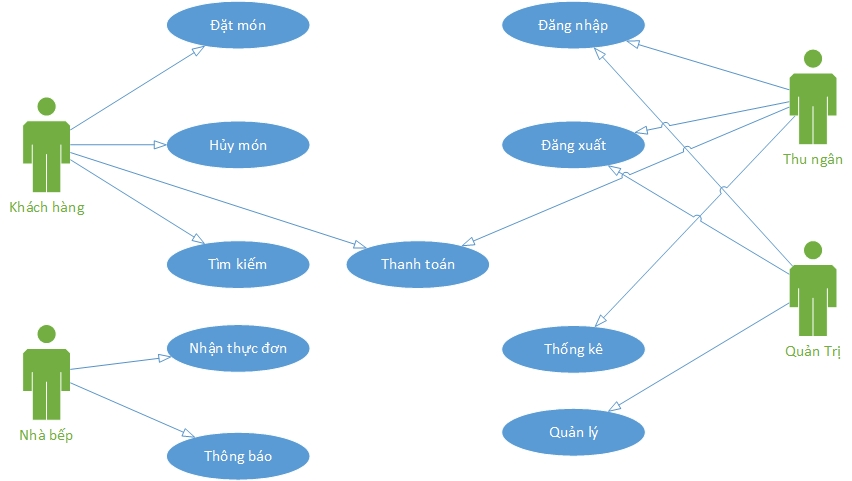 Đặt món
Đăng nhập
Hủy món
Đăng xuất
Thu ngân
Khách hàng
Tìm kiếm
Thanh toán
Nhận thực đơn
Thống kê
Quản Trị
Nhà bếp
Quản lý
Thông báo